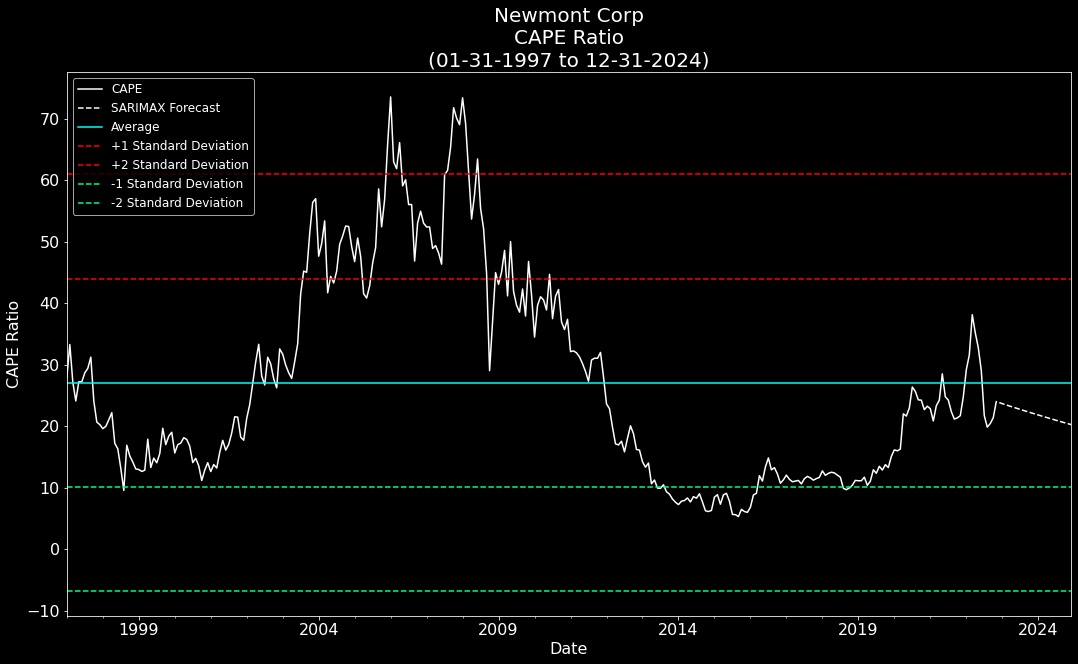 Newmont Corp
CAPE Ratio
(01-31-1997 to 12-31-2024)
CAPE
SARIMAX Forecast
Average
+1 Standard Deviation
+2 Standard Deviation
-1 Standard Deviation
-2 Standard Deviation
CAPE Ratio
70
60
50
40
30
20
10
0
−10
1999 2004 2009 2014 2019 2024
Date